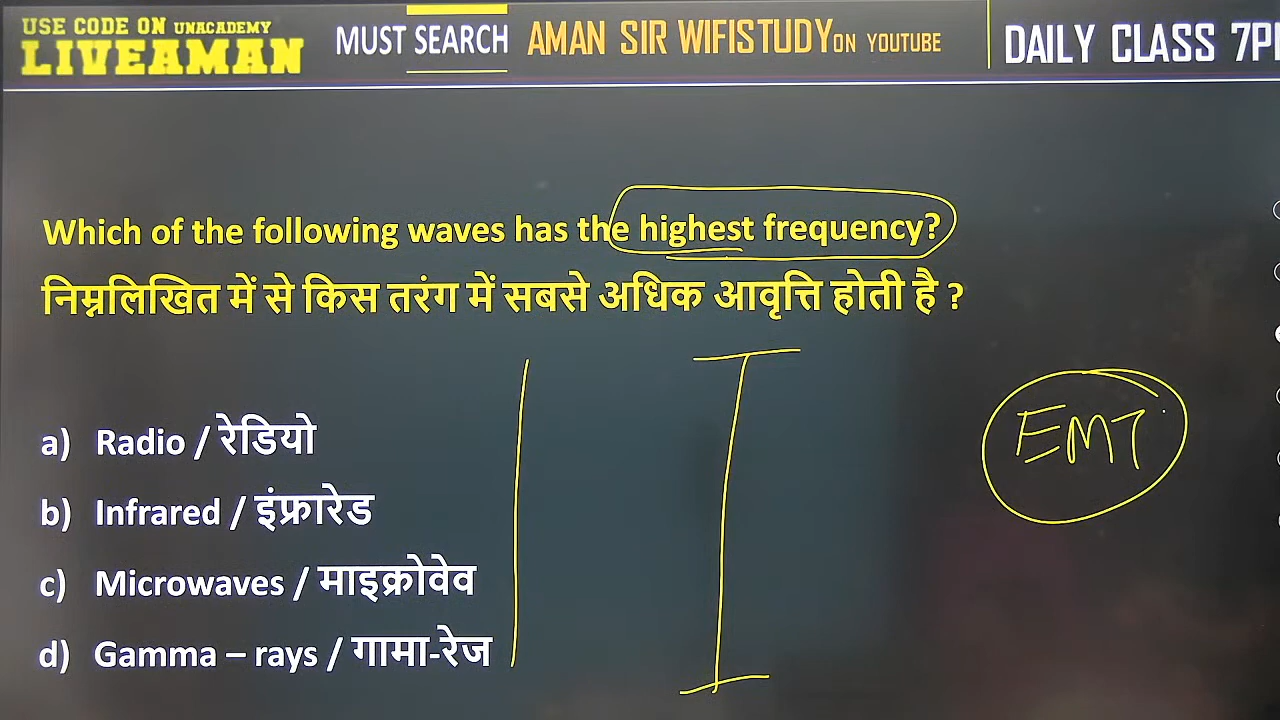 USE CODE ON UNACADEMY
LIVEAMAN
MUST SEARCH AMAN SIR WIFISTUDY ON YOUTUBE
DAILY CLASS
Which of the following waves has the highest frequency?
निम्नलिखित में से किस तरंग में सबसे अधिक आवृत्ति होती है ?
a) Radio / रेडियो
b) Infrared / इंफ्रारेड
c) Microwaves / माइक्रोवेव
d) Gamma – rays / गामा-रेज
EMT